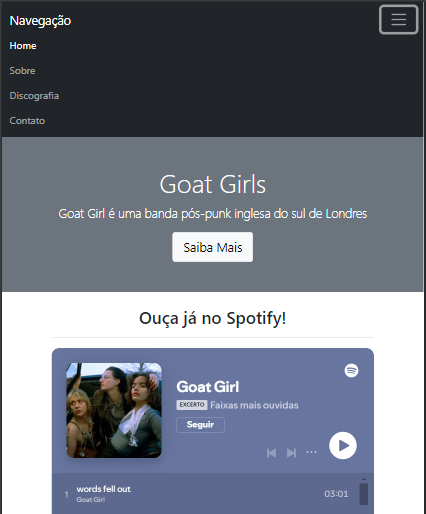 Navegação
Home
Sobre
Discografia
Contato
Goat Girls
Goat Girl é uma banda pós-punk inglesa do sul de Londres
Saiba Mais
Ouça já no Spotify!
Goat Girl
EXCERTO Faixas mais ouvidas
Seguir
1 words fell out 03:01
Goat Girl